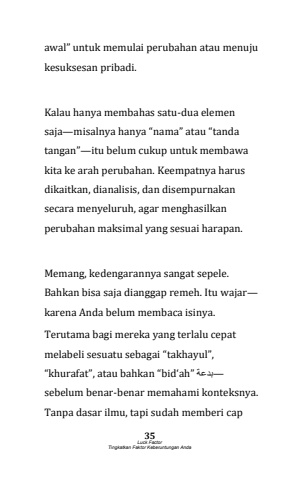 awal” untuk memulai perubahan atau menuju
kesuksesan pribadi.
Kalau hanya membahas satu-dua elemen
saja—misalnya hanya “nama” atau “tanda
tangan”—itu belum cukup untuk membawa
kita ke arah perubahan. Keempatnya harus
dikaitkan, dianalisis, dan disempurnakan
secara menyeluruh, agar menghasilkan
perubahan maksimal yang sesuai harapan.
Memang, kedengarannya sangat sepele.
Bahkan bisa saja dianggap remeh. Itu wajar—
karena Anda belum membaca isinya.
Terutama bagi mereka yang terlalu cepat
melabeli sesuatu sebagai “takhayul”,
“khurafat”, atau bahkan “bid’ah” بدعة—
sebelum benar-benar memahami konteksnya.
Tanpa dasar ilmu, tapi sudah memberi cap
35
Luck Factor
Tingkatkan Faktor Keberuntungan Anda